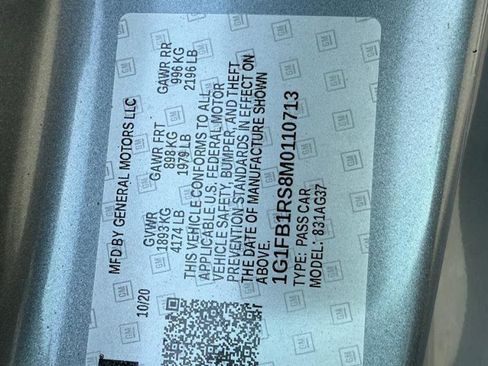 MFD BY GENERAL MOTORS LLC
10/20
GVWR
1893 KG
4174 LB
GAWR FRT
898 KG
1979 LB
GAWR RR
996 KG
2196 LB
THIS VEHICLE CONFORMS TO ALL
APPLICABLE U.S. FEDERAL MOTOR
VEHICLE SAFETY, BUMPER, AND THEFT
PREVENTION STANDARDS IN EFFECT ON
THE DATE OF MANUFACTURE SHOWN
ABOVE.
1G1FB1RS8M0110713
TYPE: PASS CAR
MODEL: 831AG37